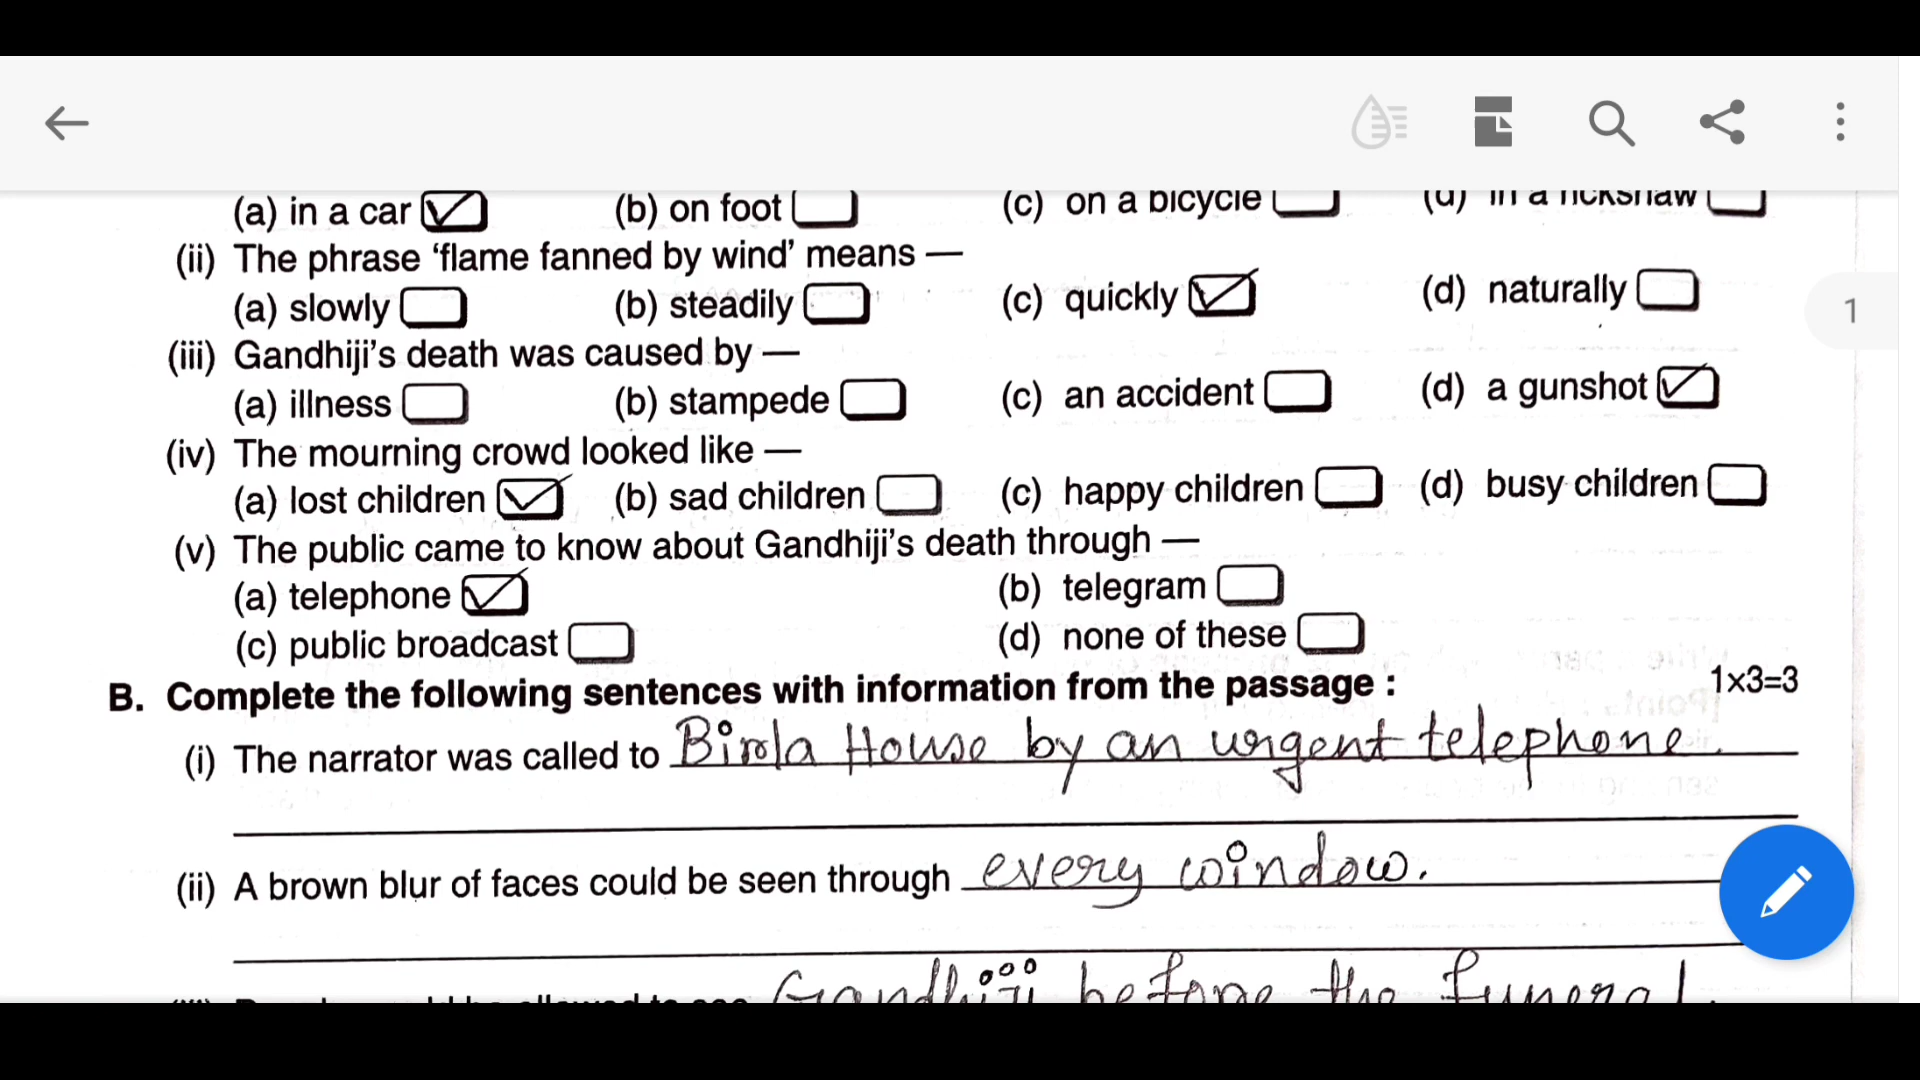 (a) in a car (b) on foot (c) on a bicycle (d) in a rickshaw
(ii) The phrase ‘flame fanned by wind’ means —
(a) slowly (b) steadily (c) quickly (d) naturally
1
(iii) Gandhiji’s death was caused by —
(a) illness (b) stampede (c) an accident (d) a gunshot
(iv) The mourning crowd looked like —
(a) lost children (b) sad children (c) happy children (d) busy children
(v) The public came to know about Gandhiji’s death through —
(a) telephone (b) telegram
(c) public broadcast (d) none of these
B. Complete the following sentences with information from the passage : 1×3=3
(i) The narrator was called to Birla House by an urgent telephone.
(ii) A brown blur of faces could be seen through every window.
Gandhiji before the funeral.